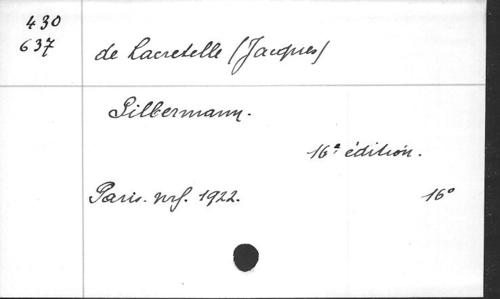 430
637
de Lacretelle (Jacques)
Silbermann.
16e édition.
Paris. nrf. 1922. 16°